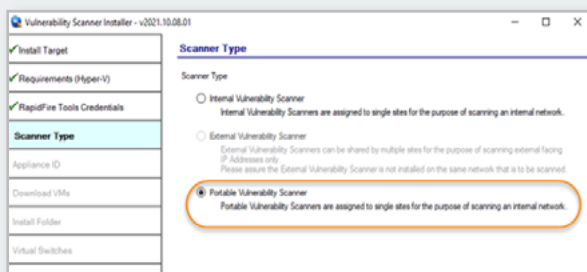 Vulnerability Scanner Installer - v2021.10.08.01
Install Target
Scanner Type
Requirements (Hyper-V)
Scanner Type
RapidFire Tools Credentials
Internal Vulnerability Scanner
Internal Vulnerability Scanners are assigned to single sites for the purpose of scanning an internal network.
Scanner Type
External Vulnerability Scanner
External Vulnerability Scanners can be shared by multiple sites for the purpose of scanning external facing
IP Addresses only.
Please assure the External Vulnerability Scanner is not installed on the same network that is to be scanned.
Appliance ID
Download VMs
Portable Vulnerability Scanner
Portable Vulnerability Scanners are assigned to single sites for the purpose of scanning an internal network.
Install Folder
Virtual Switches